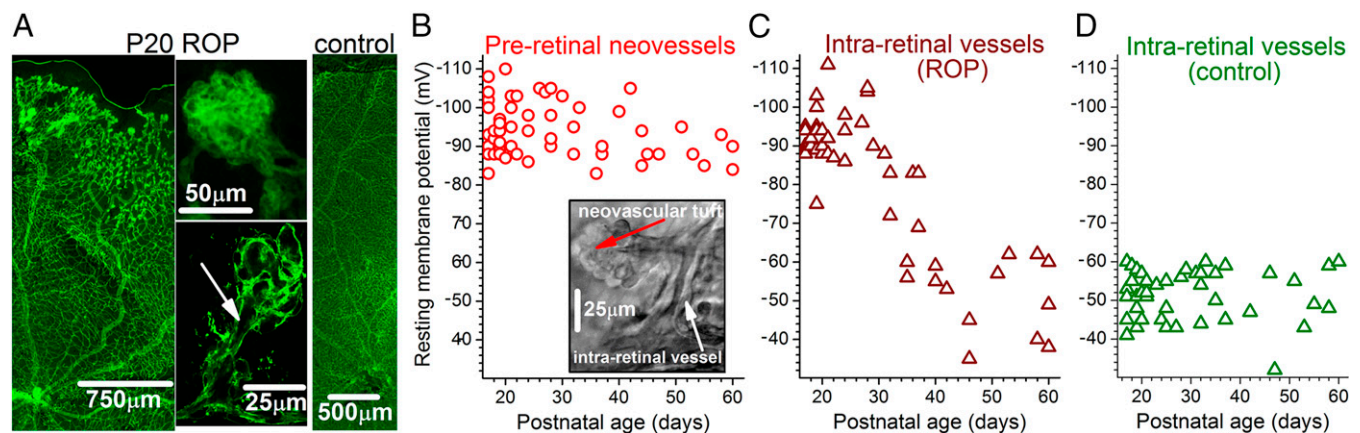 A
P20 ROP
control
50μm
750μm
25μm
500μm
B
Pre-retinal neovessels
Resting membrane potential (mV)
-110
-100
-90
-80
-70
-60
-50
-40
neovascular tuft
25μm
intra-retinal vessel
20 30 40 50 60
Postnatal age (days)
C
Intra-retinal vessels
(ROP)
-110
-100
-90
-80
-70
-60
-50
-40
20 30 40 50 60
Postnatal age (days)
D
Intra-retinal vessels
(control)
-110
-100
-90
-80
-70
-60
-50
-40
20 30 40 50 60
Postnatal age (days)